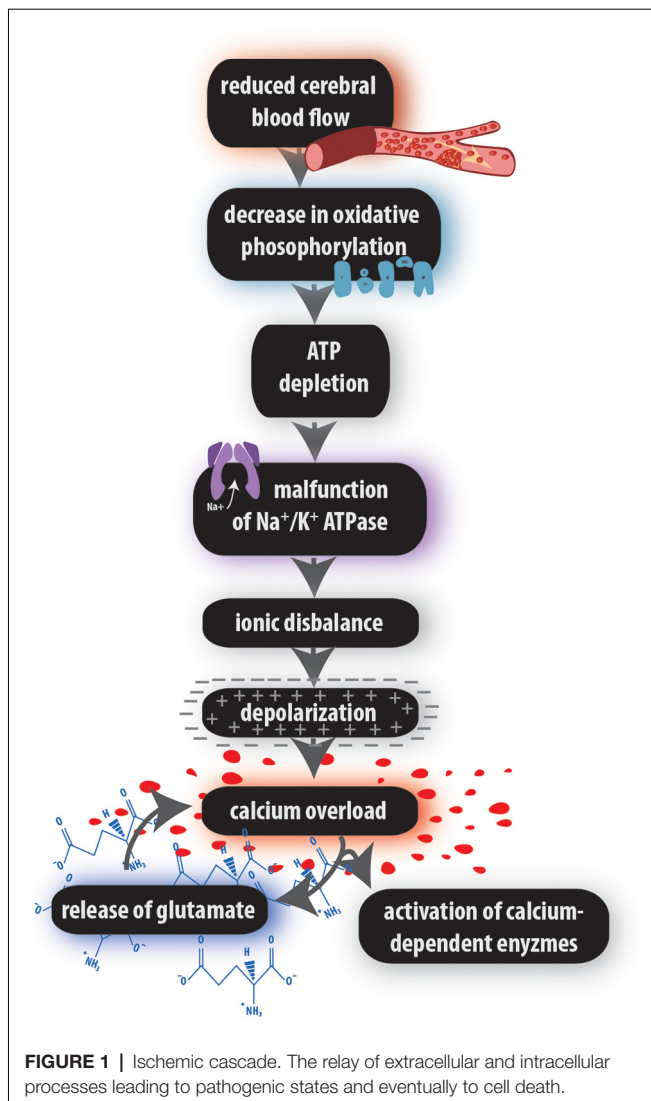 reduced cerebral
blood flow
decrease in oxidative
phosophorylation
ATP
depletion
Na+
malfunction
of Na⁺/K⁺ ATPase
ionic disbalance
depolarization
calcium overload
release of glutamate
activation of calcium-
dependent enyzmes
O
O
O⁻
O⁻
H
⁺NH₃
FIGURE 1 | Ischemic cascade. The relay of extracellular and intracellular
processes leading to pathogenic states and eventually to cell death.